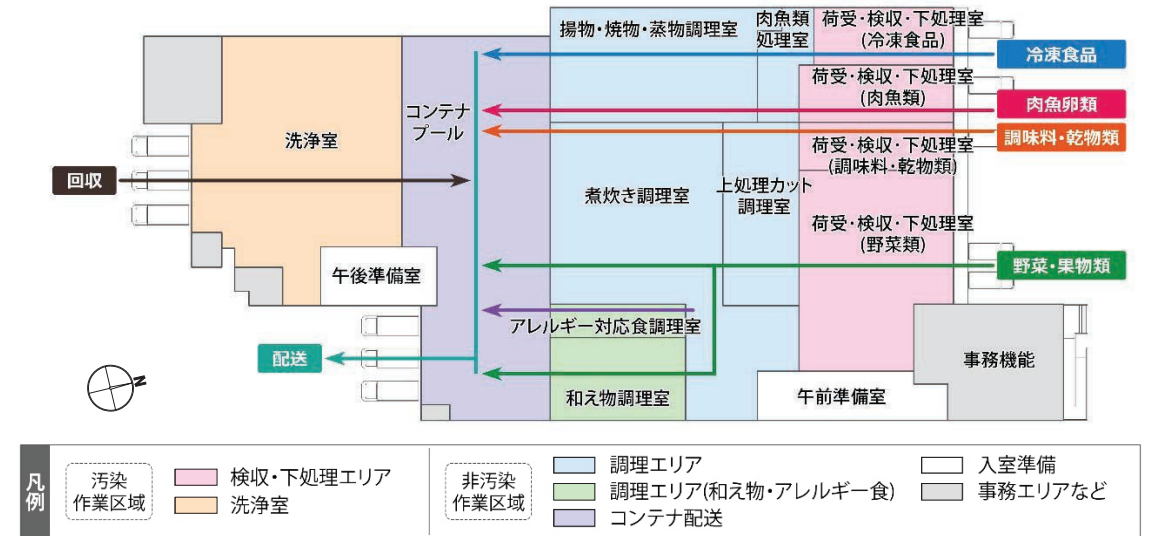 揚物・焼物・蒸物調理室
肉魚類
処理室
荷受・検収・下処理室
(冷凍食品)
冷凍食品
荷受・検収・下処理室
(肉魚類)
肉魚卵類
コンテナ
プール
調味料・乾物類
荷受・検収・下処理室
(調味料・乾物類)
洗浄室
回収
煮炊き調理室
上処理カット
調理室
荷受・検収・下処理室
(野菜類)
野菜・果物類
午後準備室
アレルギー対応食調理室
配送
事務機能
N
和え物調理室
午前準備室
凡例
汚染
作業区域
検収・下処理エリア
洗浄室
非汚染
作業区域
調理エリア
調理エリア(和え物・アレルギー食)
コンテナ配送
入室準備
事務エリアなど